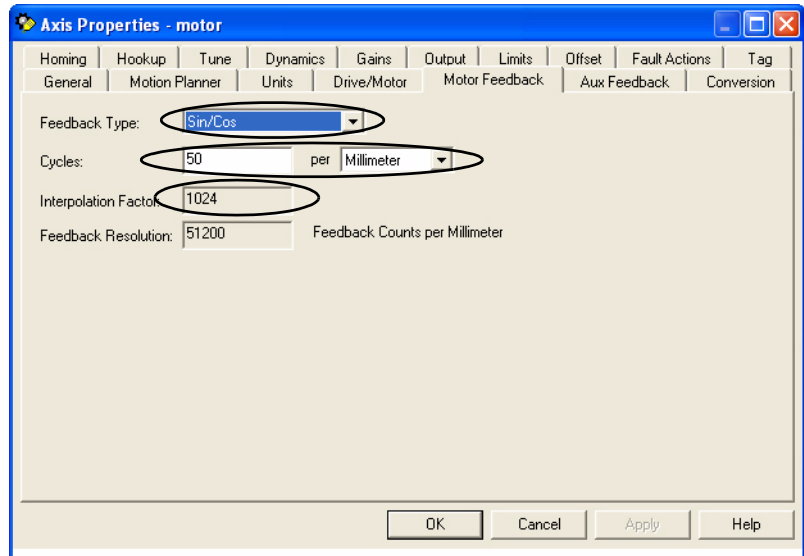 Axis Properties - motor
Homing Hookup Tune Dynamics Gains Output Limits Offset Fault Actions Tag
General Motion Planner Units Drive/Motor Motor Feedback Aux Feedback Conversion
Feedback Type: Sin/Cos
Cycles: 50 per Millimeter
Interpolation Factor: 1024
Feedback Resolution: 51200 Feedback Counts per Millimeter
OK Cancel Apply Help